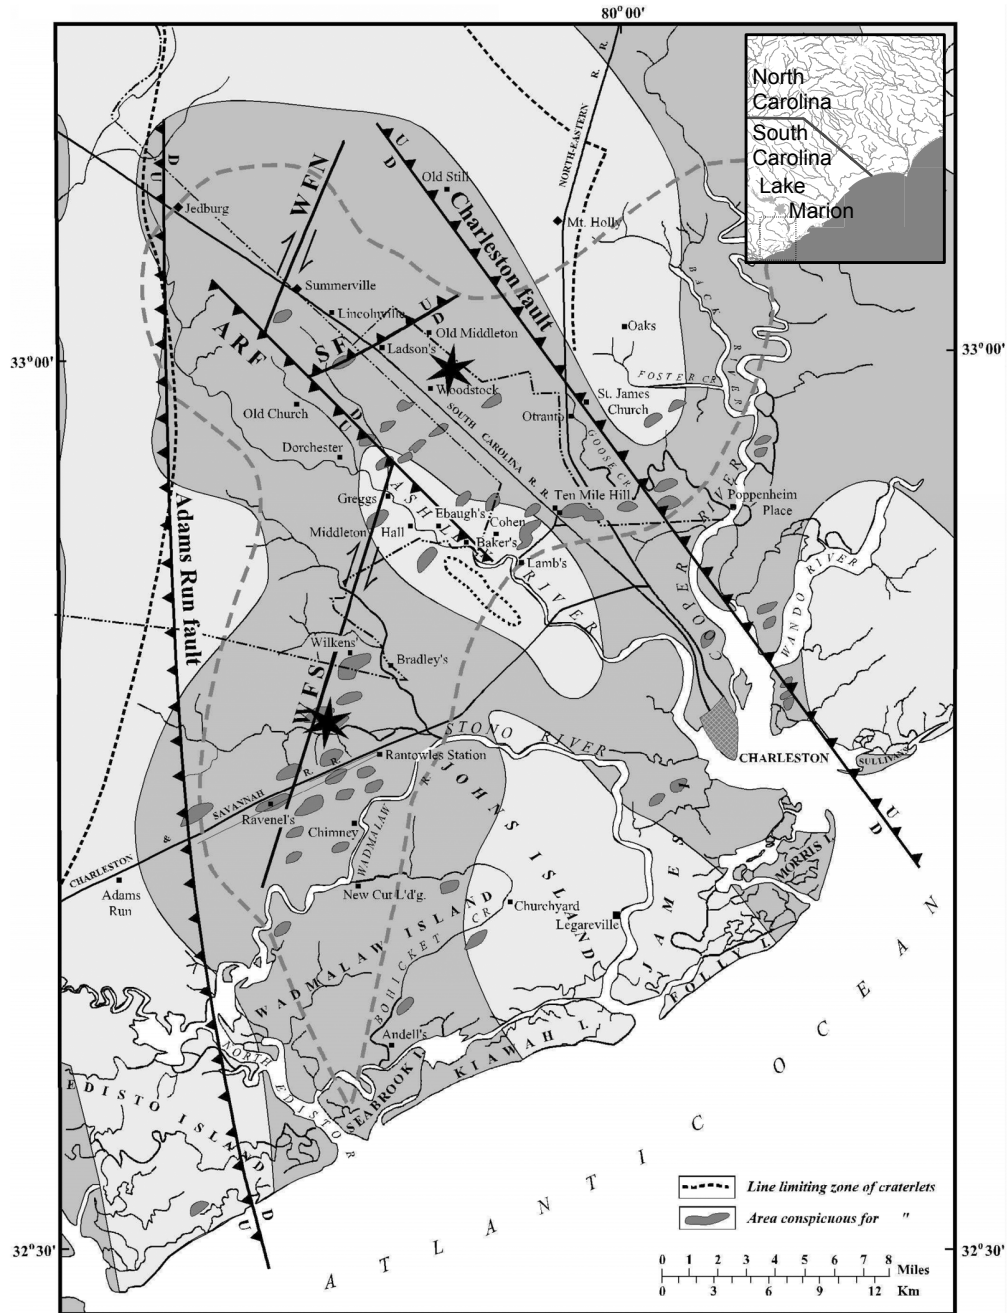 80°00'
North
Carolina
South
Carolina
Lake
Marion
NORTH-EASTERN R. R.
U
D
D
U
WFN
Old Still
Charleston fault
Jedburg
Mt. Holly
BACK RIVER
Summerville
Lincolnville
U
D
Old Middleton
Oaks
ARF
SF
Ladson's
33°00'
33°00'
Woodstock
FOSTER CR.
St. James
Church
Old Church
D
U
SOUTH CAROLINA R. R.
Otranto
GOOSE CR.
Dorchester
Greggs
ASHLEY RIVER
Ten Mile Hill
Poppenheim
Place
Ebaugh's
Cohen
Middleton Hall
Baker's
Lamb's
COOPER RIVER
WANDO RIVER
Adams Run fault
Wilkens'
Bradley's
WFS
STONO RIVER
CHARLESTON
SULLIVANS
Rantowles Station
CHARLESTON & SAVANNAH R. R.
Ravenel's
Chimney
WADMALAW R.
JOHNS ISLAND
JAMES I.
U
D
MORRIS I.
Adams
Run
New Cut L'd'g.
Churchyard
Legareville
WADMALAW ISLAND
BOHICKET CR
FOLLY I.
Andell's
KIAWAH I.
SEABROOK I.
NORTH EDISTO R
EDISTO ISLAND
D
U
ATLANTIC OCEAN
Line limiting zone of craterlets
Area conspicuous for "
32°30'
32°30'
0 1 2 3 4 5 6 7 8
Miles
0 3 6 9 12 Km